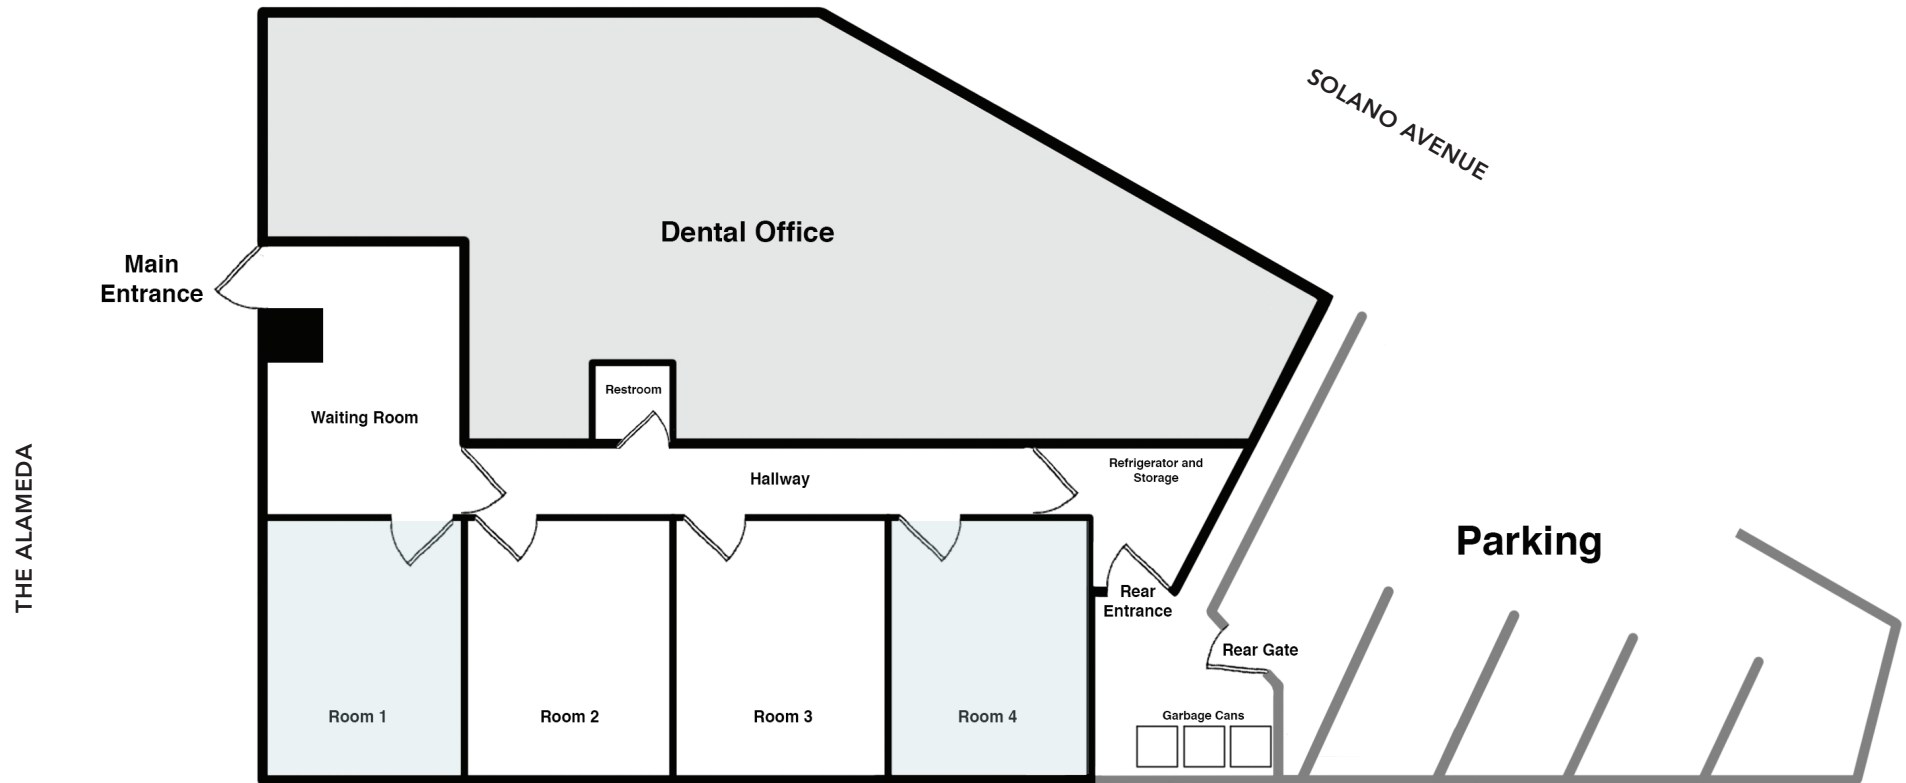 SOLANO AVENUE
Dental Office
Main
Entrance
Restroom
Waiting Room
THE ALAMEDA
Hallway
Refrigerator and
Storage
Parking
Rear
Entrance
Rear Gate
Room 1
Room 2
Room 3
Room 4
Garbage Cans